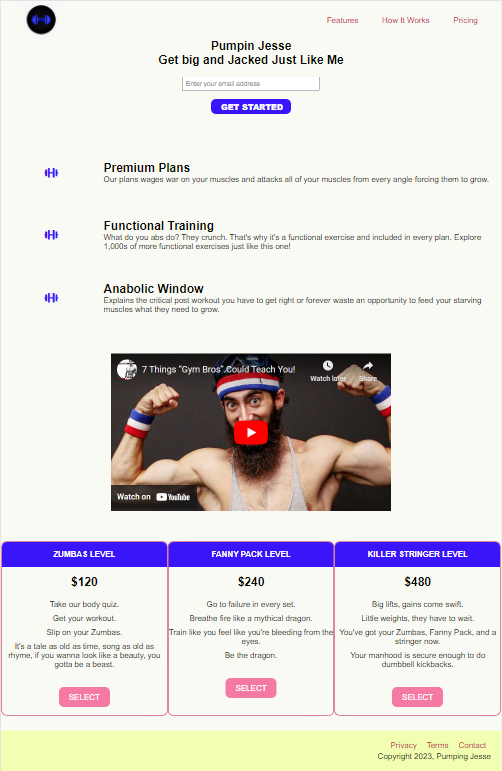 Features How It Works Pricing
Pumpin Jesse
Get big and Jacked Just Like Me
Enter your email address
GET STARTED
Premium Plans
Our plans wages war on your muscles and attacks all of your muscles from every angle forcing them to grow.
Functional Training
What do you abs do? They crunch. That's why it's a functional exercise and included in every plan. Explore
1,000s of more functional exercises just like this one!
Anabolic Window
Explains the critical post workout you have to get right or forever waste an opportunity to feed your starving
muscles what they need to grow.
7 Things "Gym Bros" Could Teach You!
Watch later Share
Watch on YouTube
ZUMBAS LEVEL
$120
Take our body quiz.
Get your workout.
Slip on your Zumbas.
It's a tale as old as time, song as old as
rhyme, if you wanna look like a beauty, you
gotta be a beast.
SELECT
FANNY PACK LEVEL
$240
Go to failure in every set.
Breathe fire like a mythical dragon.
Train like you feel like you're bleeding from the
eyes.
Be the dragon.
SELECT
KILLER STRINGER LEVEL
$480
Big lifts, gains come swift.
Little weights, they have to wait.
You've got your Zumbas, Fanny Pack, and a
stringer now.
Your manhood is secure enough to do
dumbbell kickbacks.
SELECT
Privacy Terms Contact
Copyright 2023, Pumping Jesse